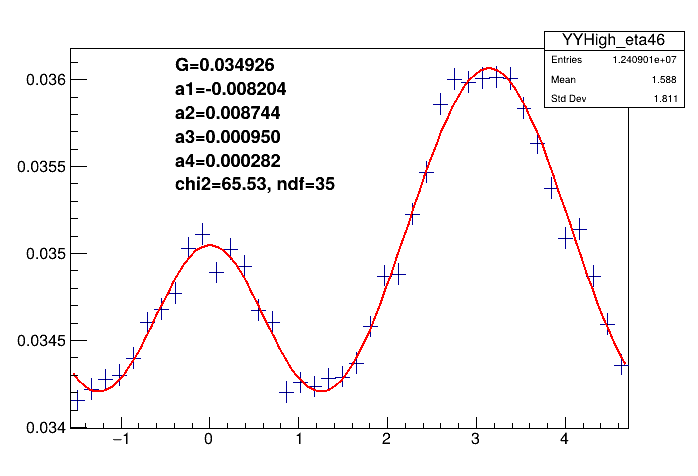 YYHigh_eta46
Entries 1.240901e+07
Mean 1.588
Std Dev 1.811
G=0.034926
a1=-0.008204
a2=0.008744
a3=0.000950
a4=0.000282
chi2=65.53, ndf=35
0.036
0.0355
0.035
0.0345
0.034
−1 0 1 2 3 4